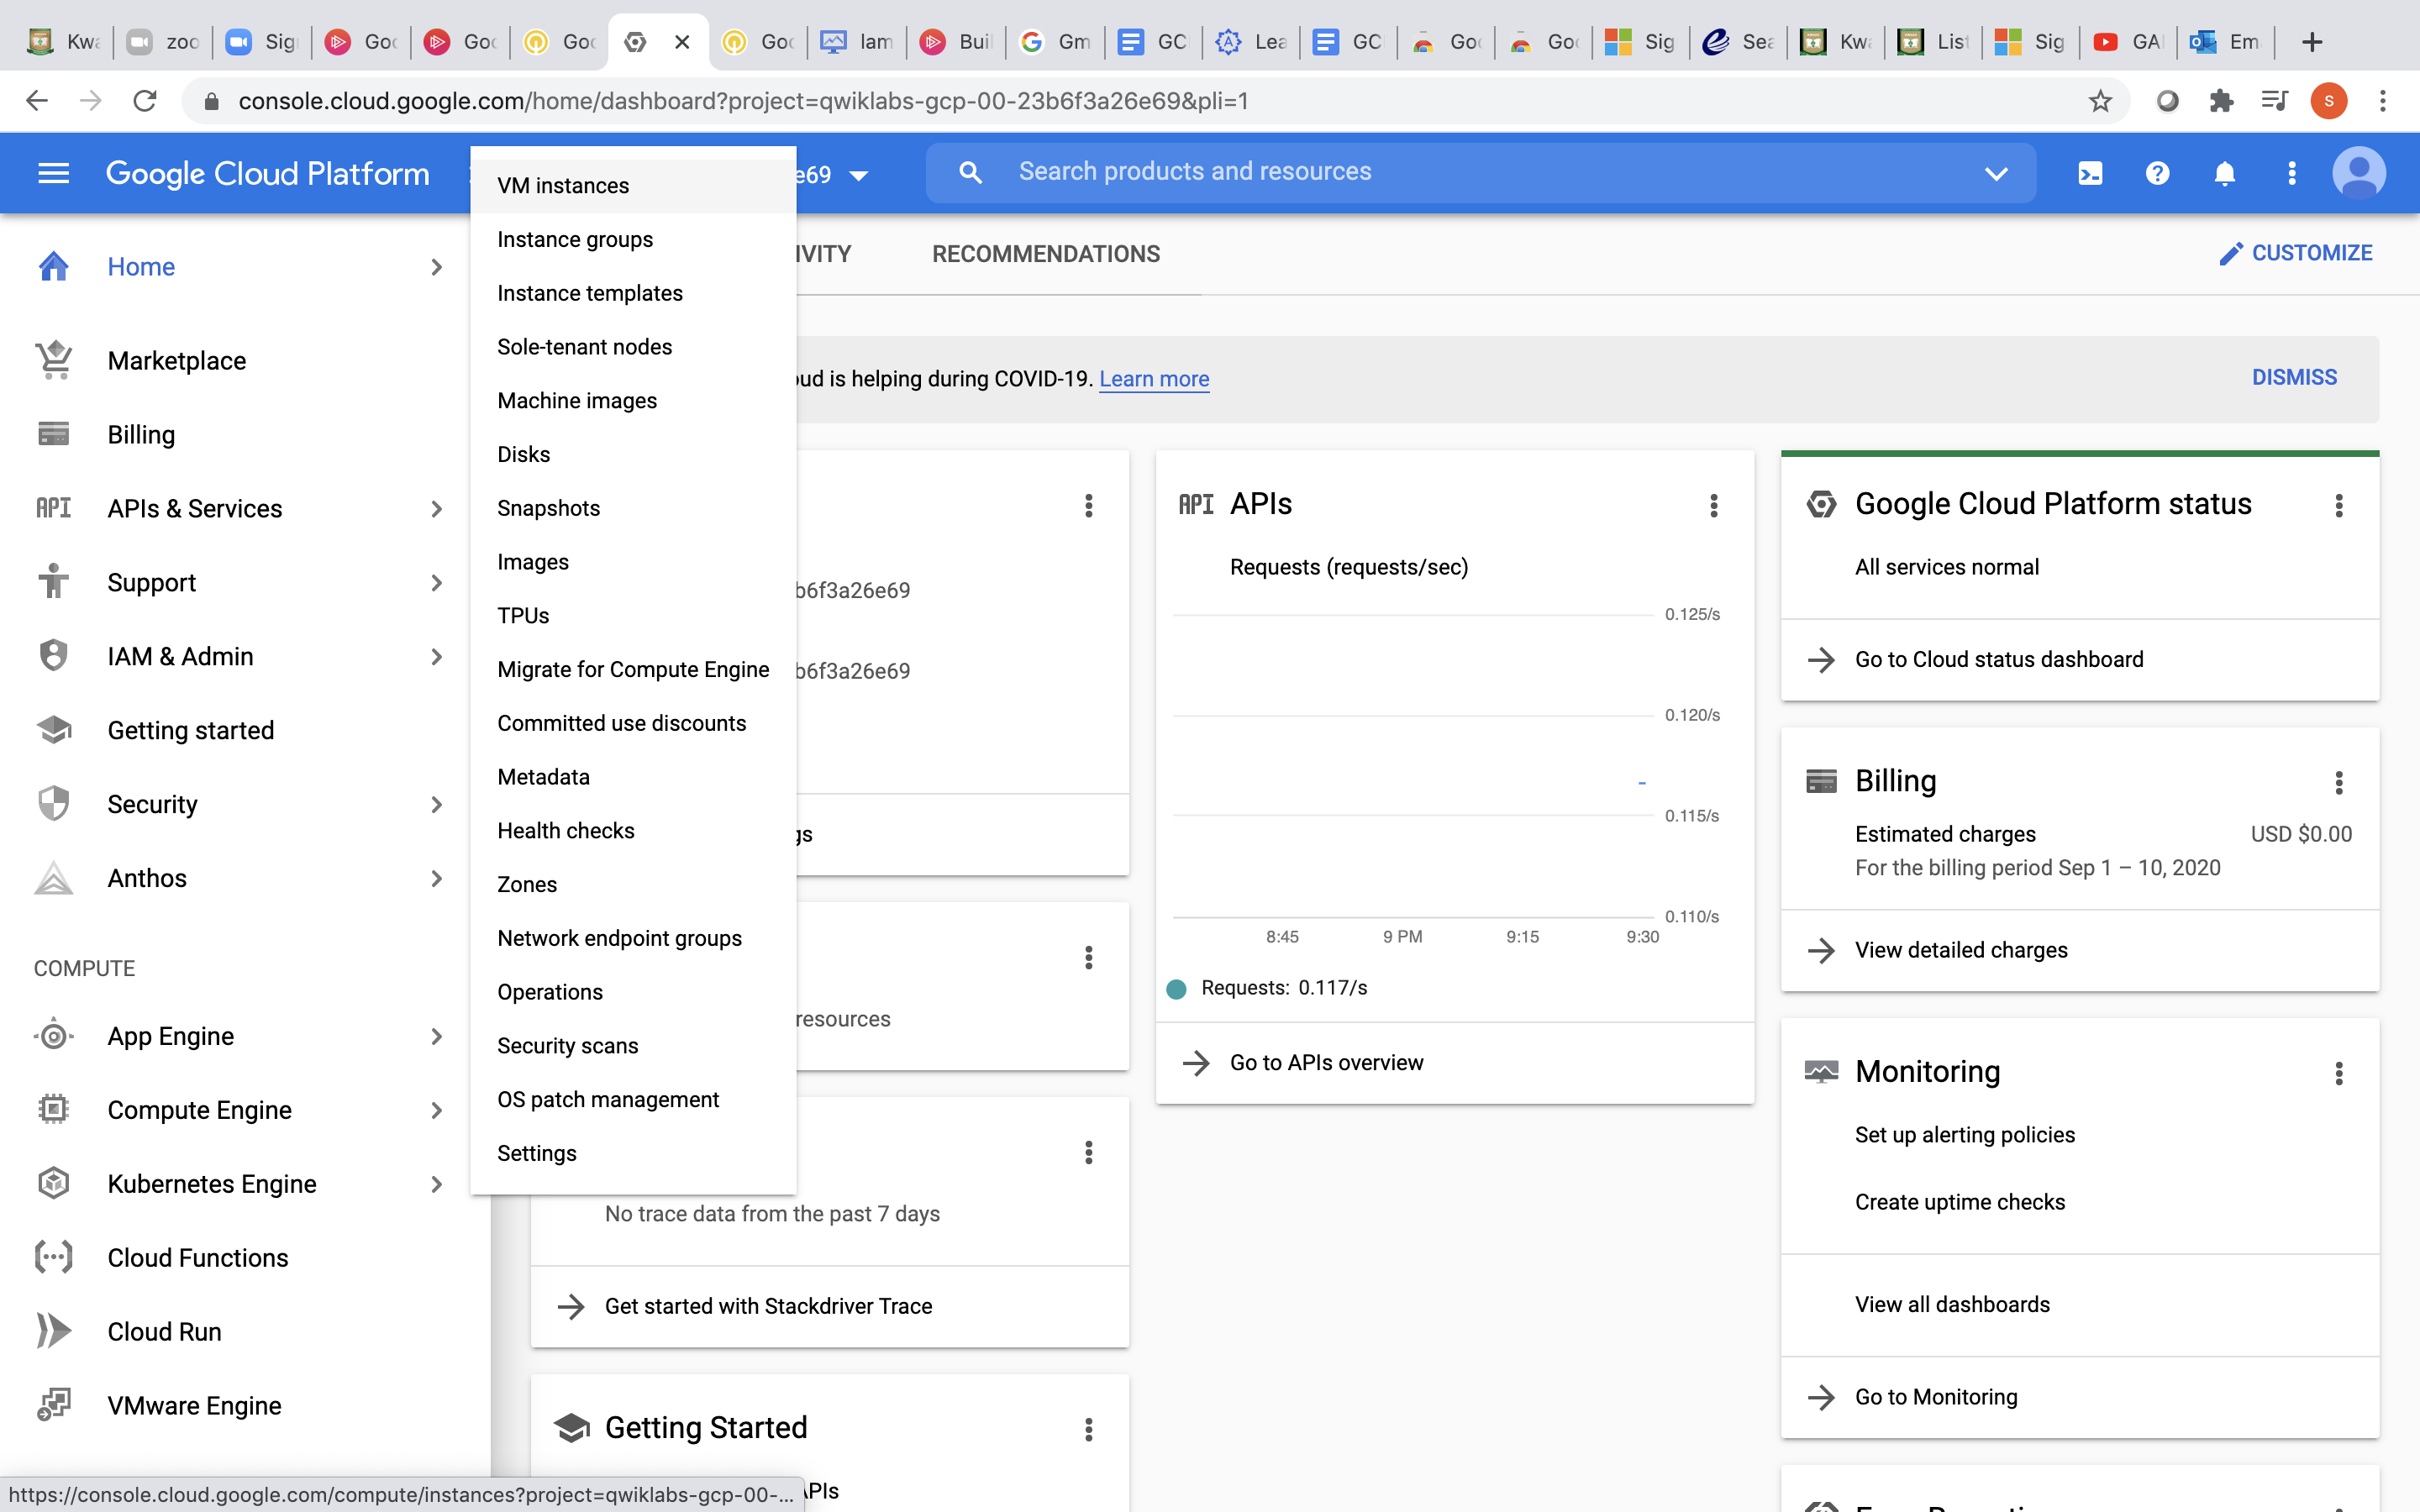 Kwa
zoo
Sig
Goo
Goo
Goo
Goo
Iam
Buil
Gm
GC
Lea
GC
Goo
Goo
Sig
Sea
Kwa
List
Sig
GA
Em
console.cloud.google.com/home/dashboard?project=qwiklabs-gcp-00-23b6f3a26e69&pli=1
S
Google Cloud Platform
e69
Search products and resources
Home
Marketplace
Billing
API APIs & Services
Support
IAM & Admin
Getting started
Security
Anthos
COMPUTE
App Engine
Compute Engine
Kubernetes Engine
Cloud Functions
Cloud Run
VMware Engine
VM instances
Instance groups
Instance templates
Sole-tenant nodes
Machine images
Disks
Snapshots
Images
TPUs
Migrate for Compute Engine
Committed use discounts
Metadata
Health checks
Zones
Network endpoint groups
Operations
Security scans
OS patch management
Settings
IVITY
RECOMMENDATIONS
CUSTOMIZE
oud is helping during COVID-19. Learn more
DISMISS
b6f3a26e69
b6f3a26e69
gs
resources
No trace data from the past 7 days
Get started with Stackdriver Trace
Getting Started
APIs
API APIs
Requests (requests/sec)
0.125/s
0.120/s
0.115/s
0.110/s
8:45 9 PM 9:15 9:30
Requests: 0.117/s
Go to APIs overview
Google Cloud Platform status
All services normal
Go to Cloud status dashboard
Billing
Estimated charges USD $0.00
For the billing period Sep 1 – 10, 2020
View detailed charges
Monitoring
Set up alerting policies
Create uptime checks
View all dashboards
Go to Monitoring
https://console.cloud.google.com/compute/instances?project=qwiklabs-gcp-00-...